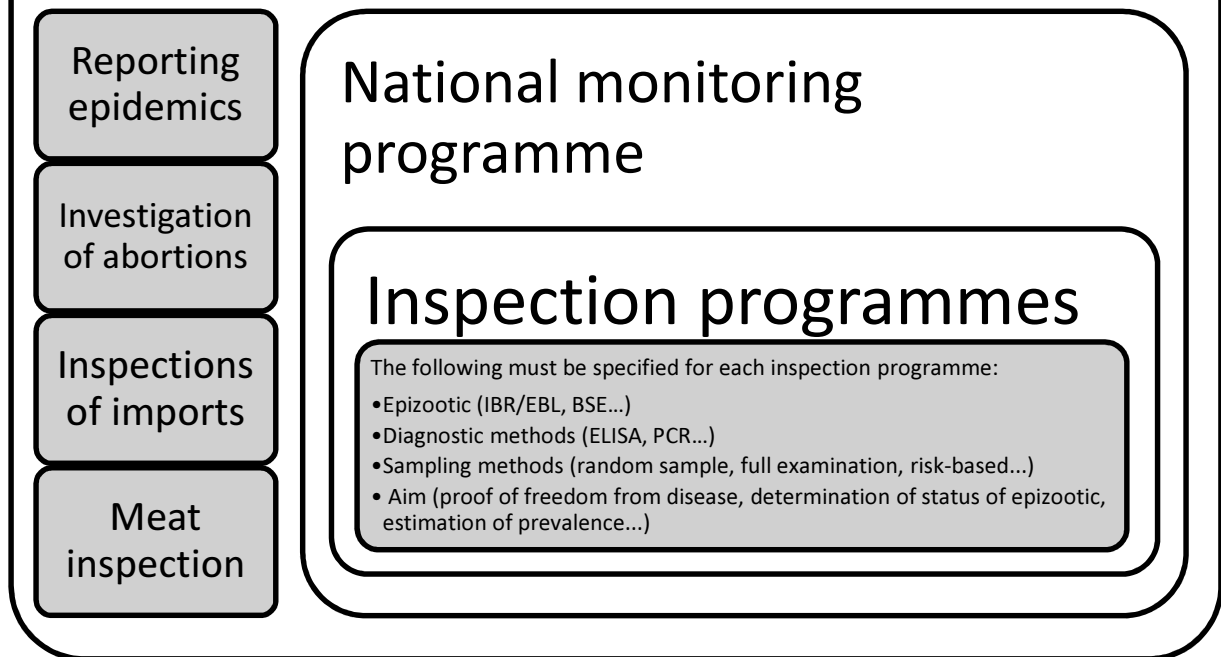 Reporting
epidemics
Investigation
of abortions
Inspections
of imports
Meat
inspection
National monitoring
programme
Inspection programmes
The following must be specified for each inspection programme:
•Epizootic (IBR/EBL, BSE…)
•Diagnostic methods (ELISA, PCR…)
•Sampling methods (random sample, full examination, risk-based...)
• Aim (proof of freedom from disease, determination of status of epizootic,
estimation of prevalence...)